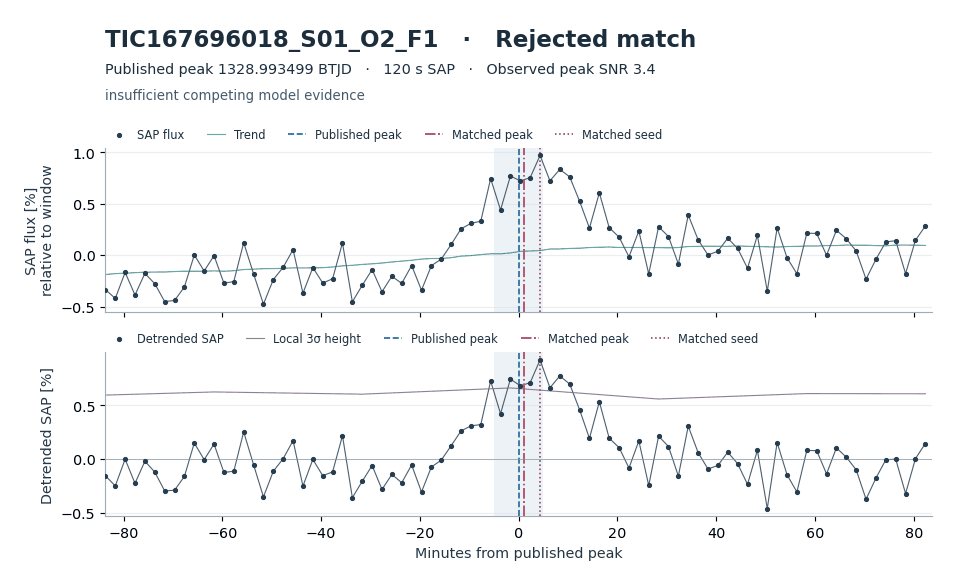 TIC167696018_S01_O2_F1 · Rejected match
Published peak 1328.993499 BTJD · 120 s SAP · Observed peak SNR 3.4
insufficient competing model evidence
SAP flux Trend Published peak Matched peak Matched seed
SAP flux [%]
relative to window
1.0
0.5
0.0
−0.5
Detrended SAP Local 3σ height Published peak Matched peak Matched seed
Detrended SAP [%]
0.5
0.0
−0.5
−80 −60 −40 −20 0 20 40 60 80
Minutes from published peak